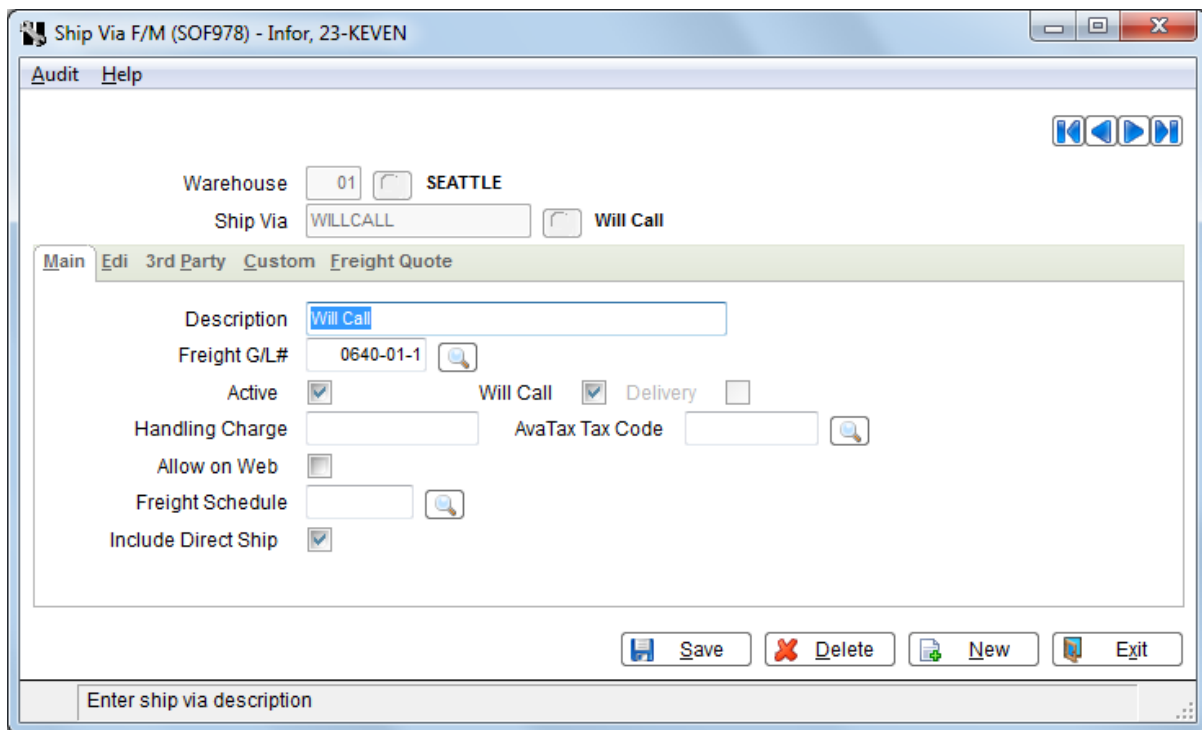 Ship Via F/M (SOF978) - Infor, 23-KEVEN
Audit Help
Warehouse 01 SEATTLE
Ship Via WILLCALL Will Call
Main Edi 3rd Party Custom Freight Quote
Description Will Call
Freight G/L# 0640-01-1
Active Will Call Delivery
Handling Charge AvaTax Tax Code
Allow on Web
Freight Schedule
Include Direct Ship
Save Delete New Exit
Enter ship via description